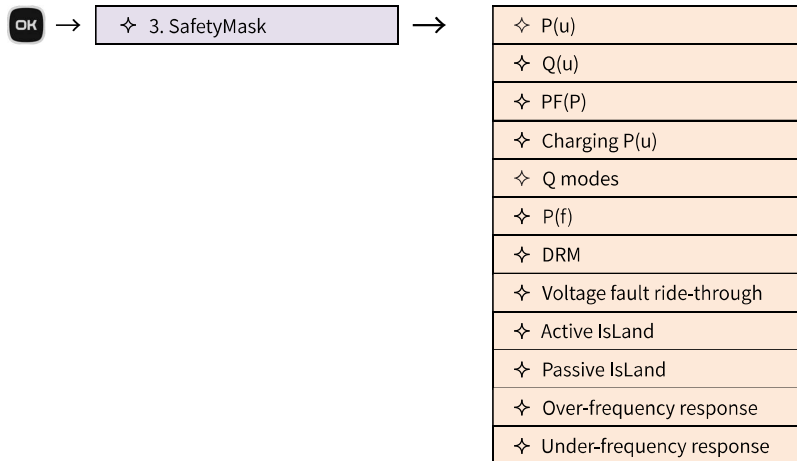 OK
3. SafetyMask
P(u)
Q(u)
PF(P)
Charging P(u)
Q modes
P(f)
DRM
Voltage fault ride-through
Active IsLand
Passive IsLand
Over-frequency response
Under-frequency response